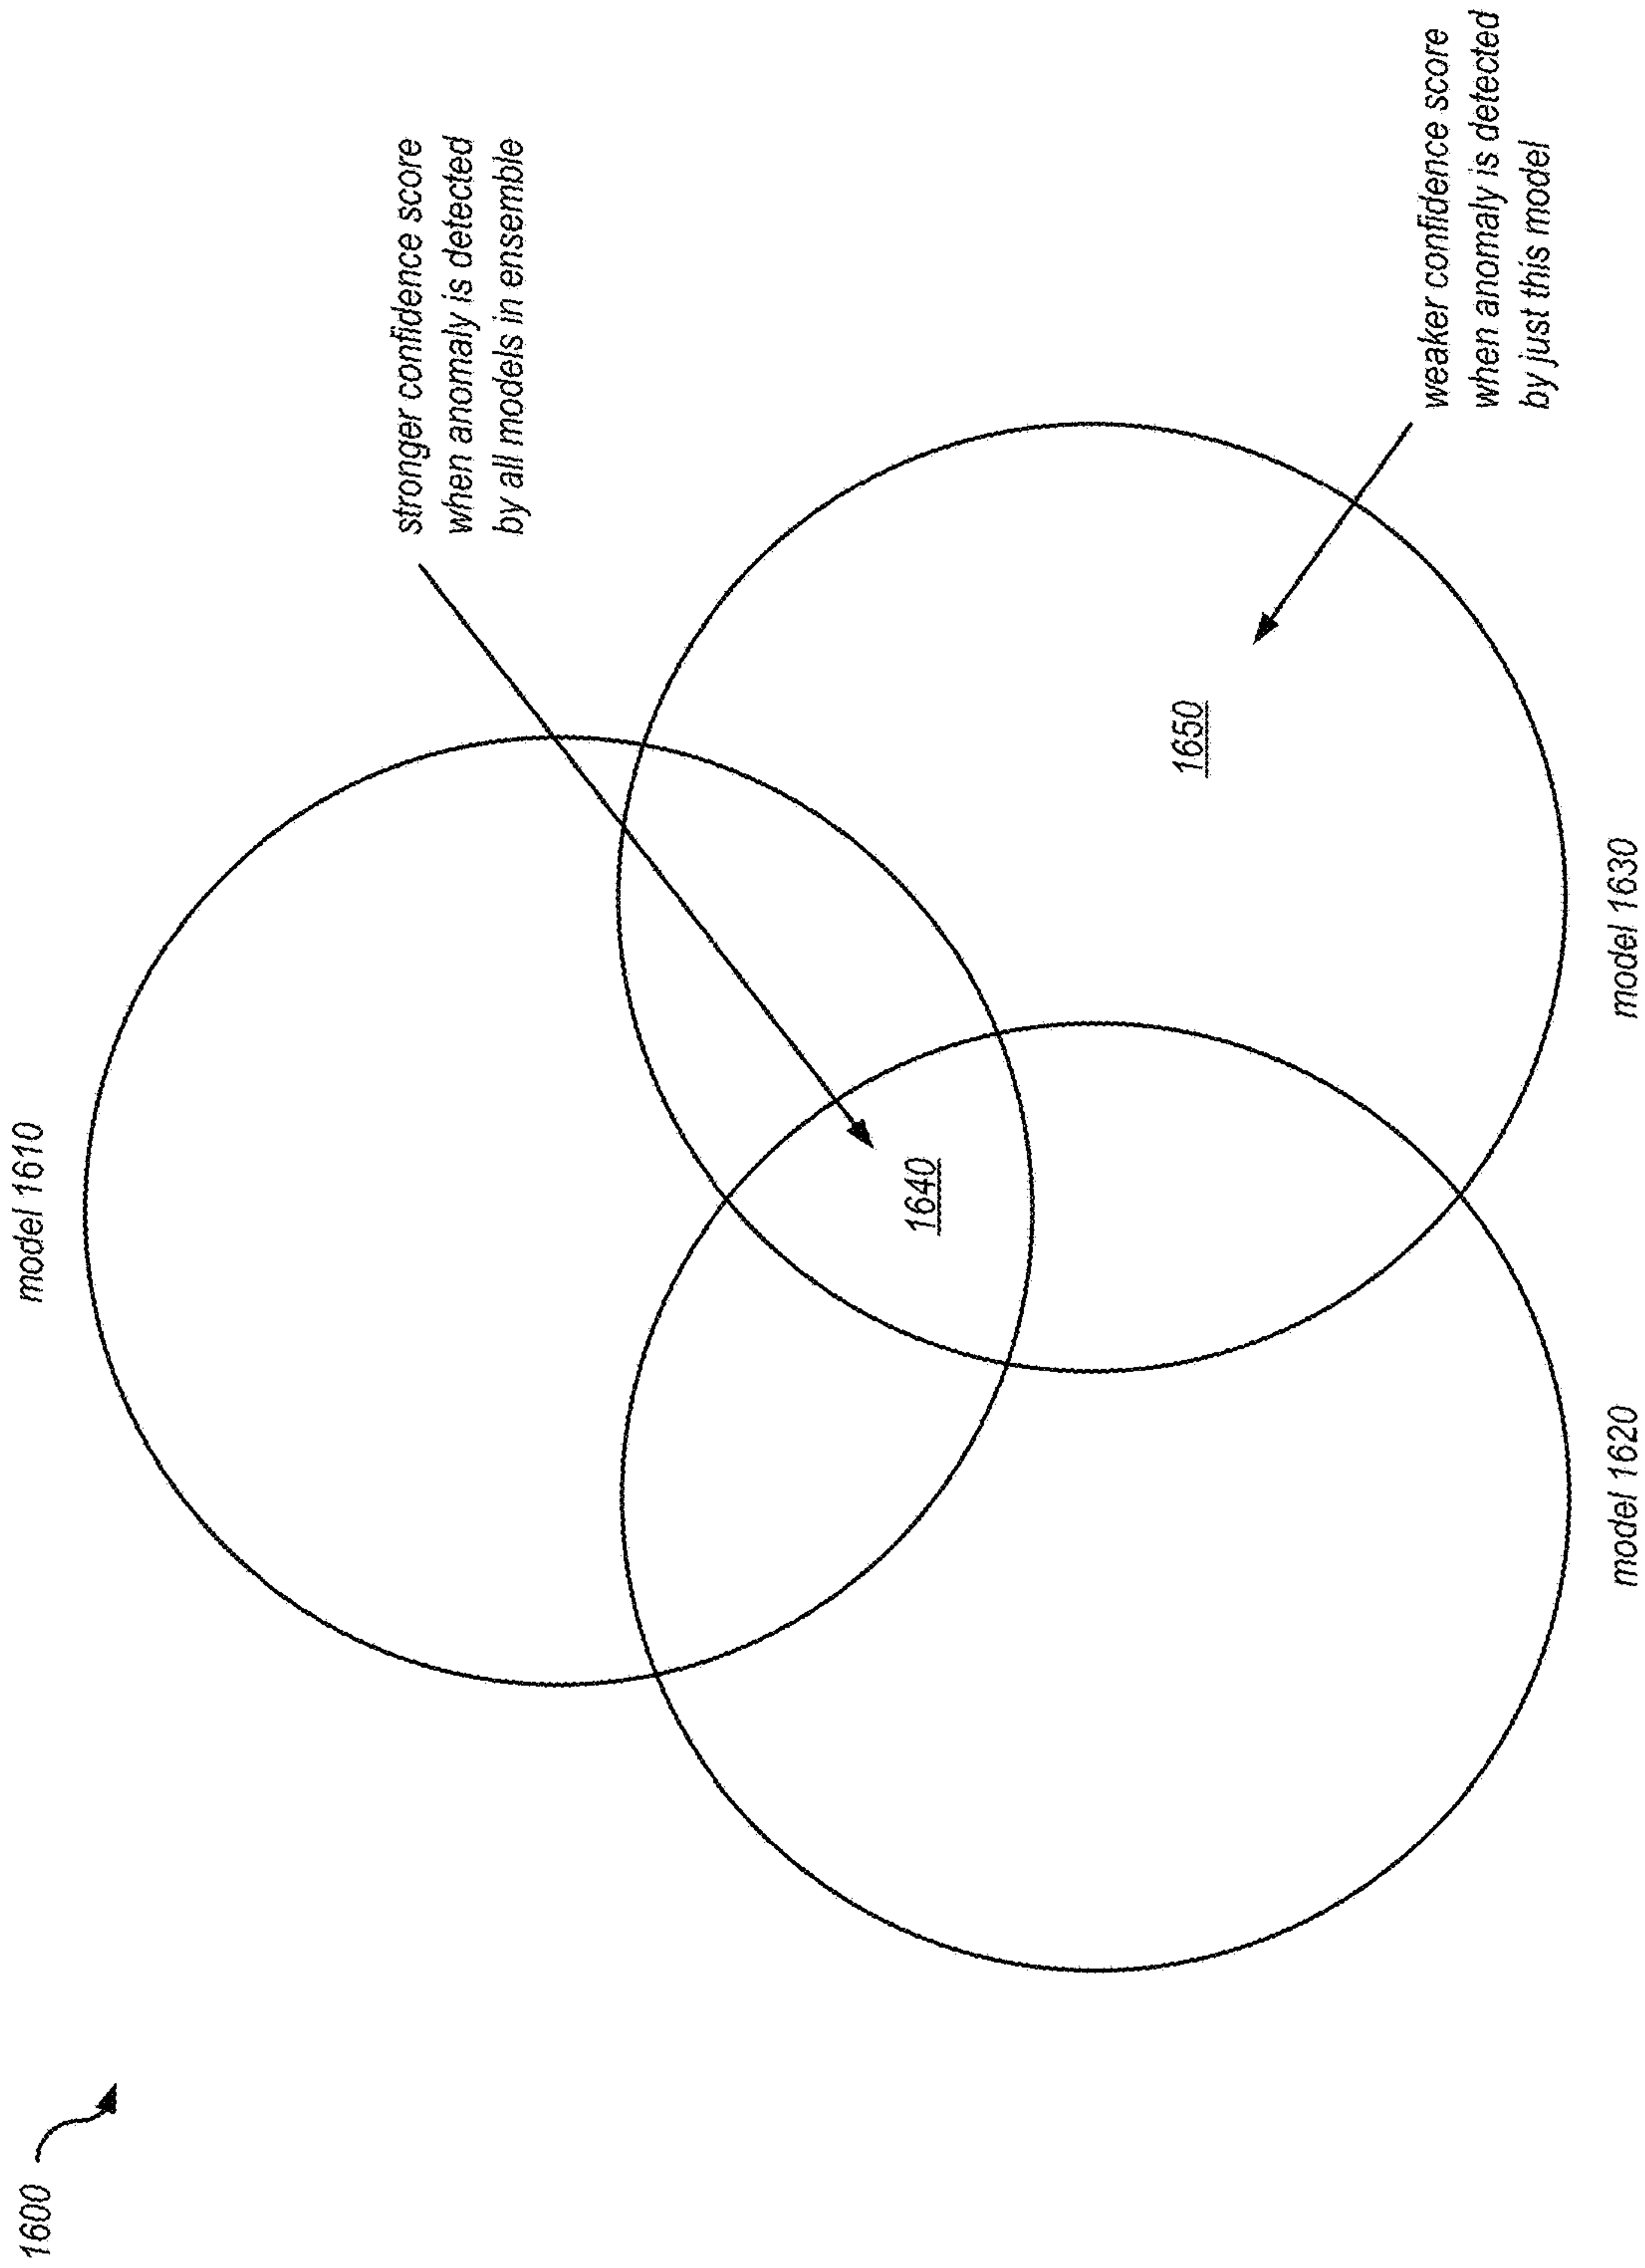 1600
model 1610
stronger confidence score
when anomaly is detected
by all models in ensemble
1640
1650
weaker confidence score
when anomaly is detected
by just this model
model 1620
model 1630